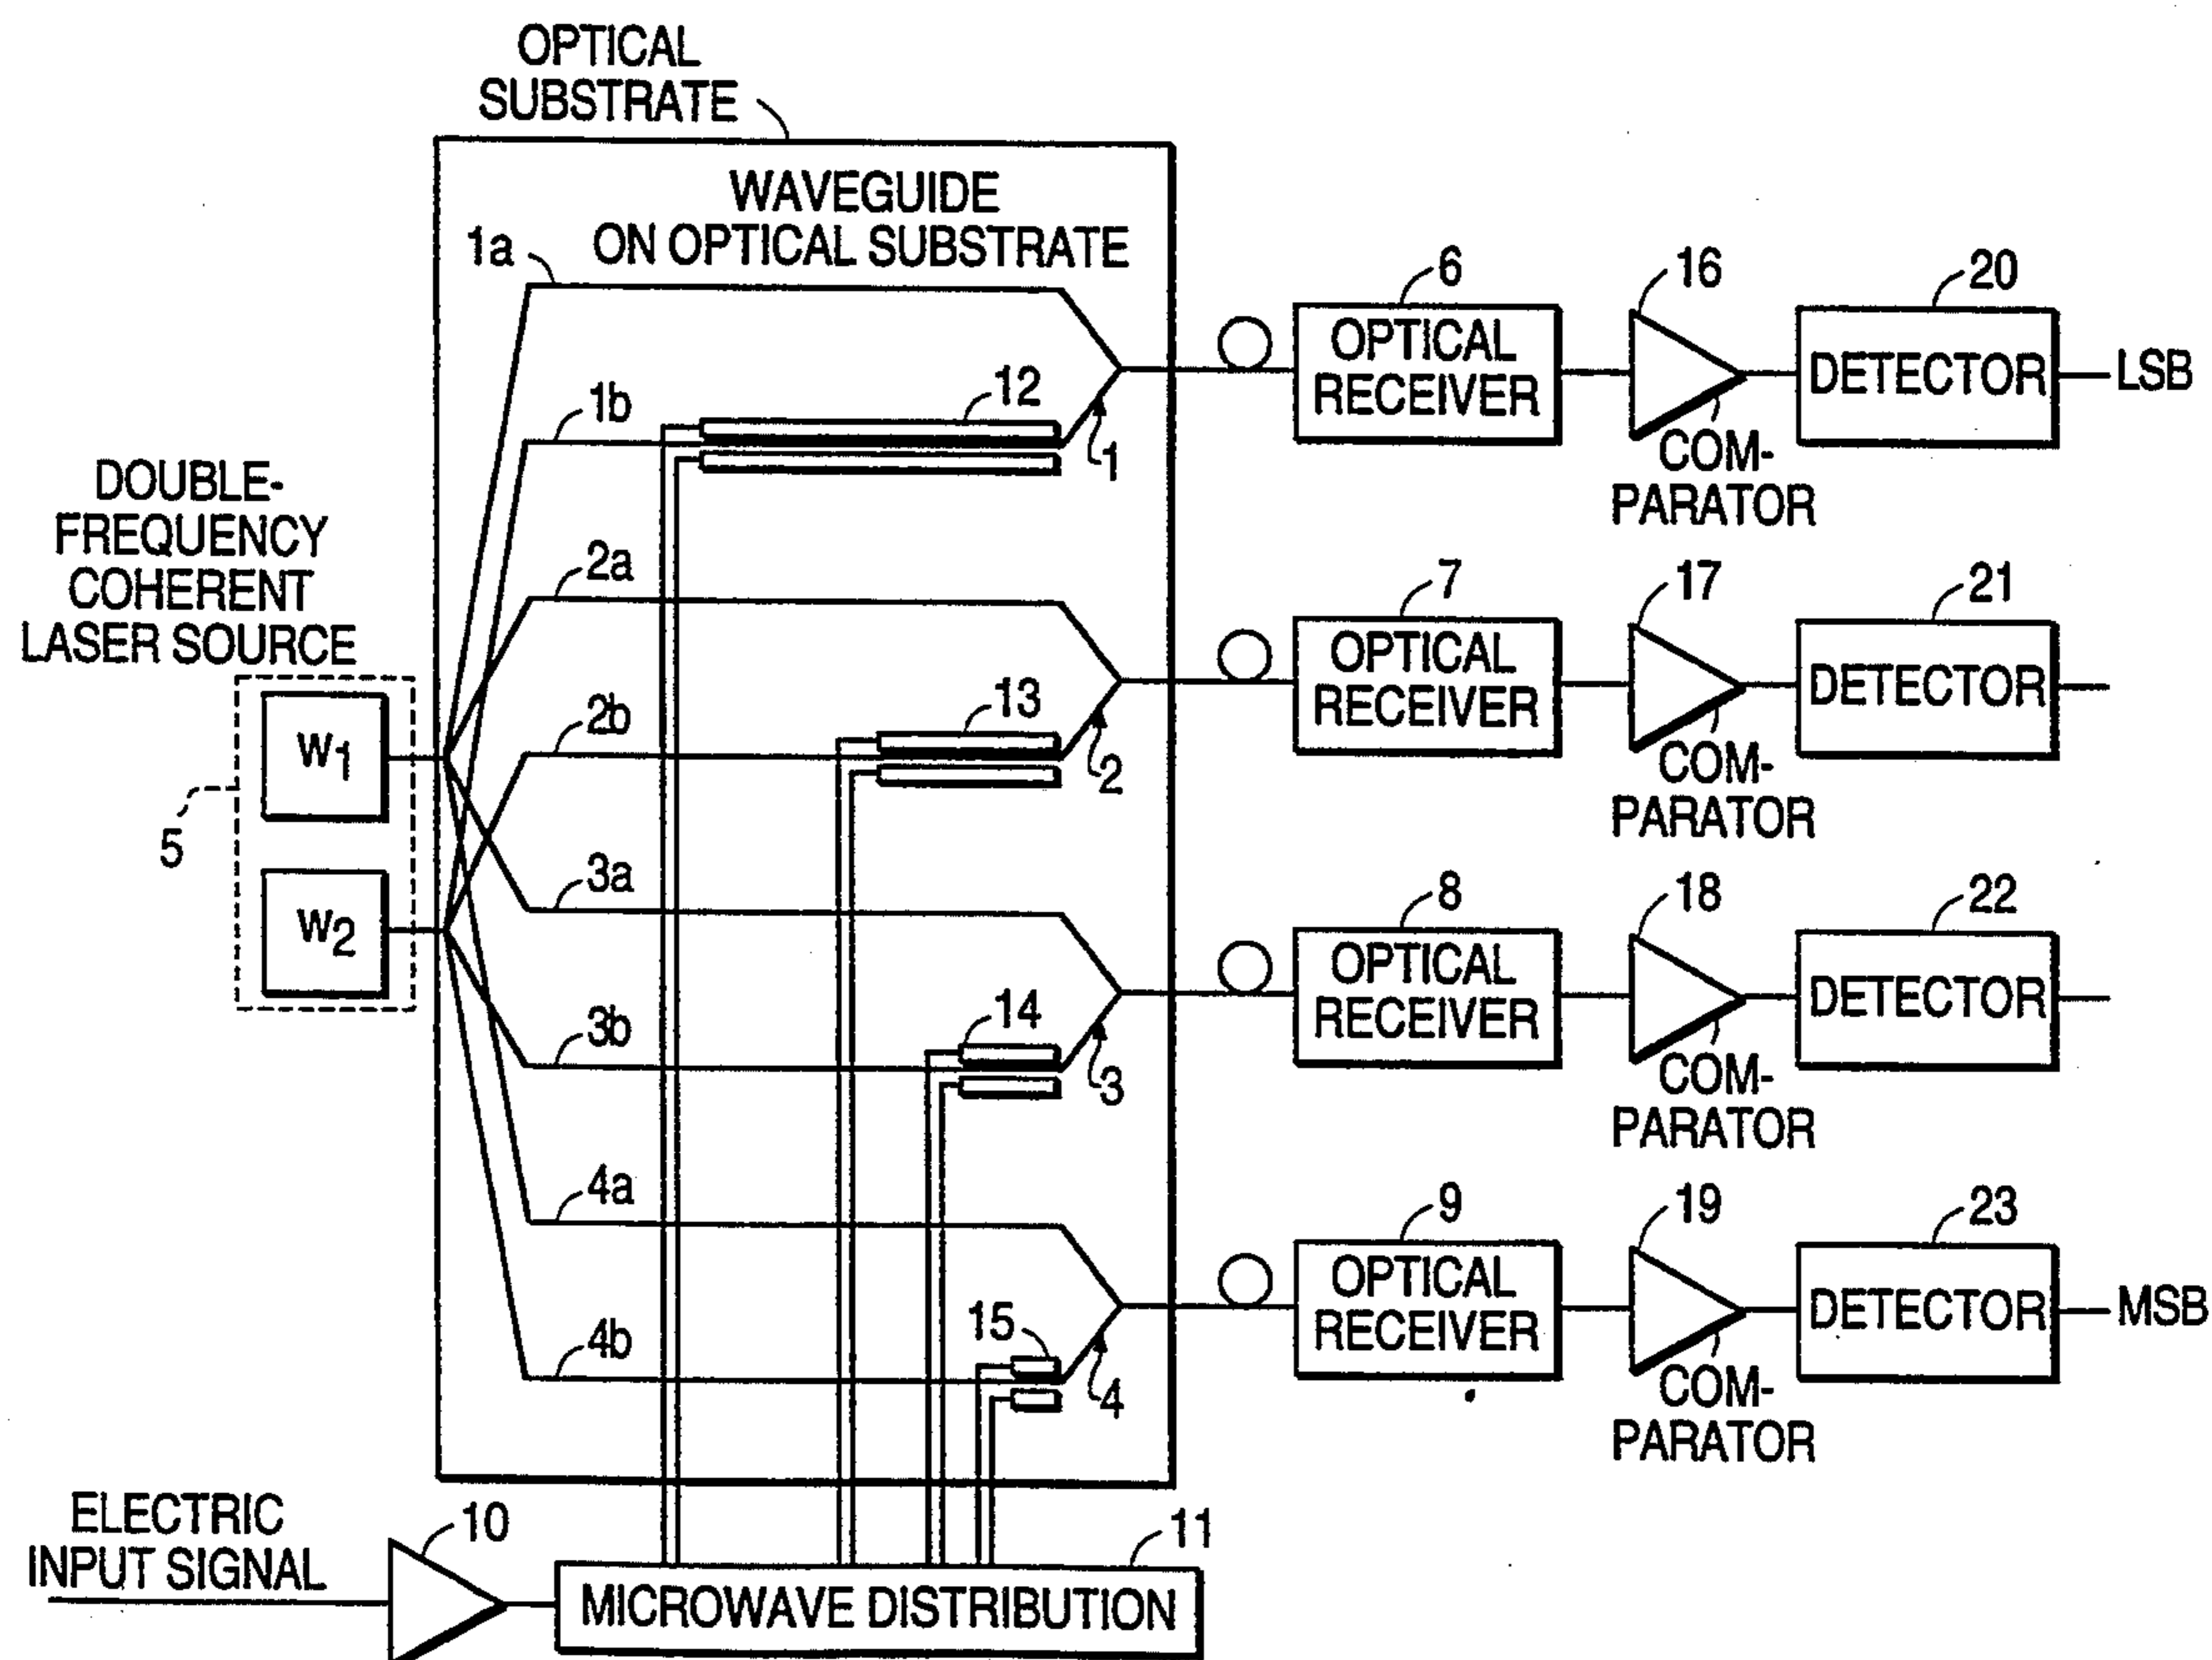 OPTICAL
SUBSTRATE
WAVEGUIDE
ON OPTICAL SUBSTRATE
1a
1b
12
1
6
OPTICAL
RECEIVER
16
COM-
PARATOR
20
DETECTOR
LSB
DOUBLE-
FREQUENCY
COHERENT
LASER SOURCE
W1
W2
5
2a
2b
13
2
7
OPTICAL
RECEIVER
17
COM-
PARATOR
21
DETECTOR
3a
3b
14
3
8
OPTICAL
RECEIVER
18
COM-
PARATOR
22
DETECTOR
4a
4b
15
4
9
OPTICAL
RECEIVER
19
COM-
PARATOR
23
DETECTOR
MSB
ELECTRIC
INPUT SIGNAL
10
11
MICROWAVE DISTRIBUTION